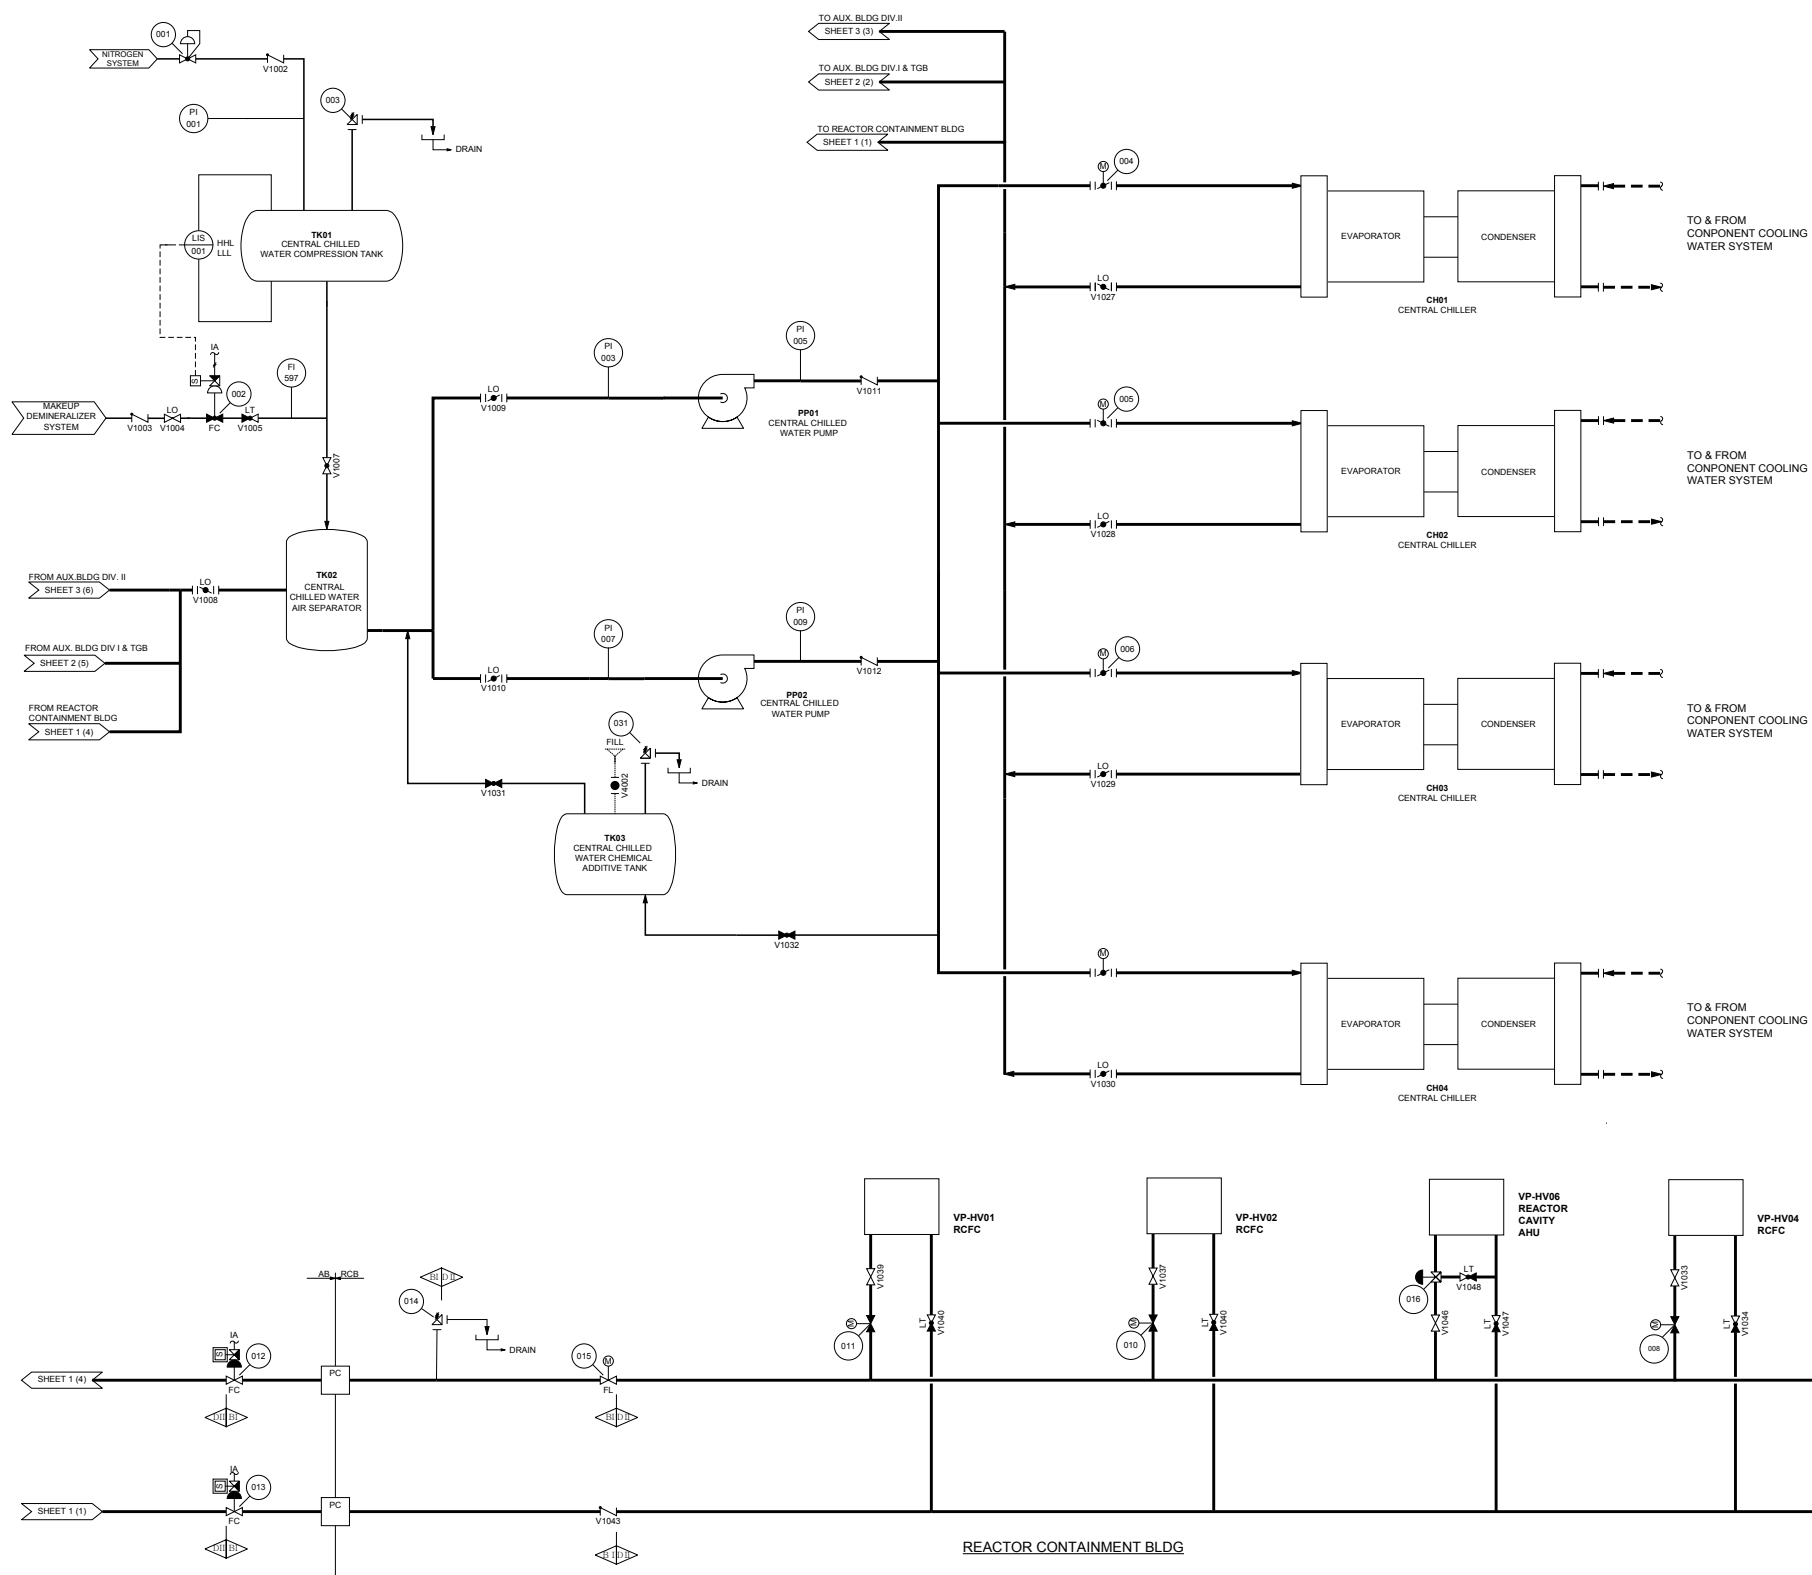 TO AUX. BLDG DIV.II
SHEET 3 (3)
TO AUX. BLDG DIV.I & TGB
SHEET 2 (2)
TO REACTOR CONTAINMENT BLDG
SHEET 1 (1)
001
NITROGEN
SYSTEM
V1002
PI
001
003
DRAIN
LIS
001
HHL
LLL
TK01
CENTRAL CHILLED
WATER COMPRESSION TANK
IA
S
002
FI
597
MAKEUP
DEMINERALIZER
SYSTEM
V1003
LO
V1004
FC
LT
V1005
V1007
FROM AUX.BLDG DIV. II
SHEET 3 (6)
LO
V1008
TK02
CENTRAL
CHILLED WATER
AIR SEPARATOR
FROM AUX. BLDG DIV I & TGB
SHEET 2 (5)
FROM REACTOR
CONTAINMENT BLDG
SHEET 1 (4)
LO
V1009
PI
003
PI
005
V1011
PP01
CENTRAL CHILLED
WATER PUMP
LO
V1010
PI
007
PI
009
V1012
PP02
CENTRAL CHILLED
WATER PUMP
031
FILL
V4002
DRAIN
V1031
TK03
CENTRAL CHILLED
WATER CHEMICAL
ADDITIVE TANK
V1032
M
004
EVAPORATOR
CONDENSER
TO & FROM
CONPONENT COOLING
WATER SYSTEM
LO
V1027
CH01
CENTRAL CHILLER
M
005
EVAPORATOR
CONDENSER
TO & FROM
CONPONENT COOLING
WATER SYSTEM
LO
V1028
CH02
CENTRAL CHILLER
M
006
EVAPORATOR
CONDENSER
TO & FROM
CONPONENT COOLING
WATER SYSTEM
LO
V1029
CH03
CENTRAL CHILLER
M
EVAPORATOR
CONDENSER
TO & FROM
CONPONENT COOLING
WATER SYSTEM
LO
V1030
CH04
CENTRAL CHILLER
VP-HV01
RCFC
V1039
M
011
LT
V1040
VP-HV02
RCFC
V1037
M
010
LT
V1040
VP-HV06
REACTOR
CAVITY
AHU
016
LT
V1048
V1046
LT
V1047
VP-HV04
RCFC
V1033
M
008
LT
V1034
AB
RCB
BI DII
014
DRAIN
IA
S
012
SHEET 1 (4)
FC
DII BI
PC
015
M
FL
BI DII
IA
S
013
SHEET 1 (1)
FC
DII BI
PC
V1043
BI DII
REACTOR CONTAINMENT BLDG